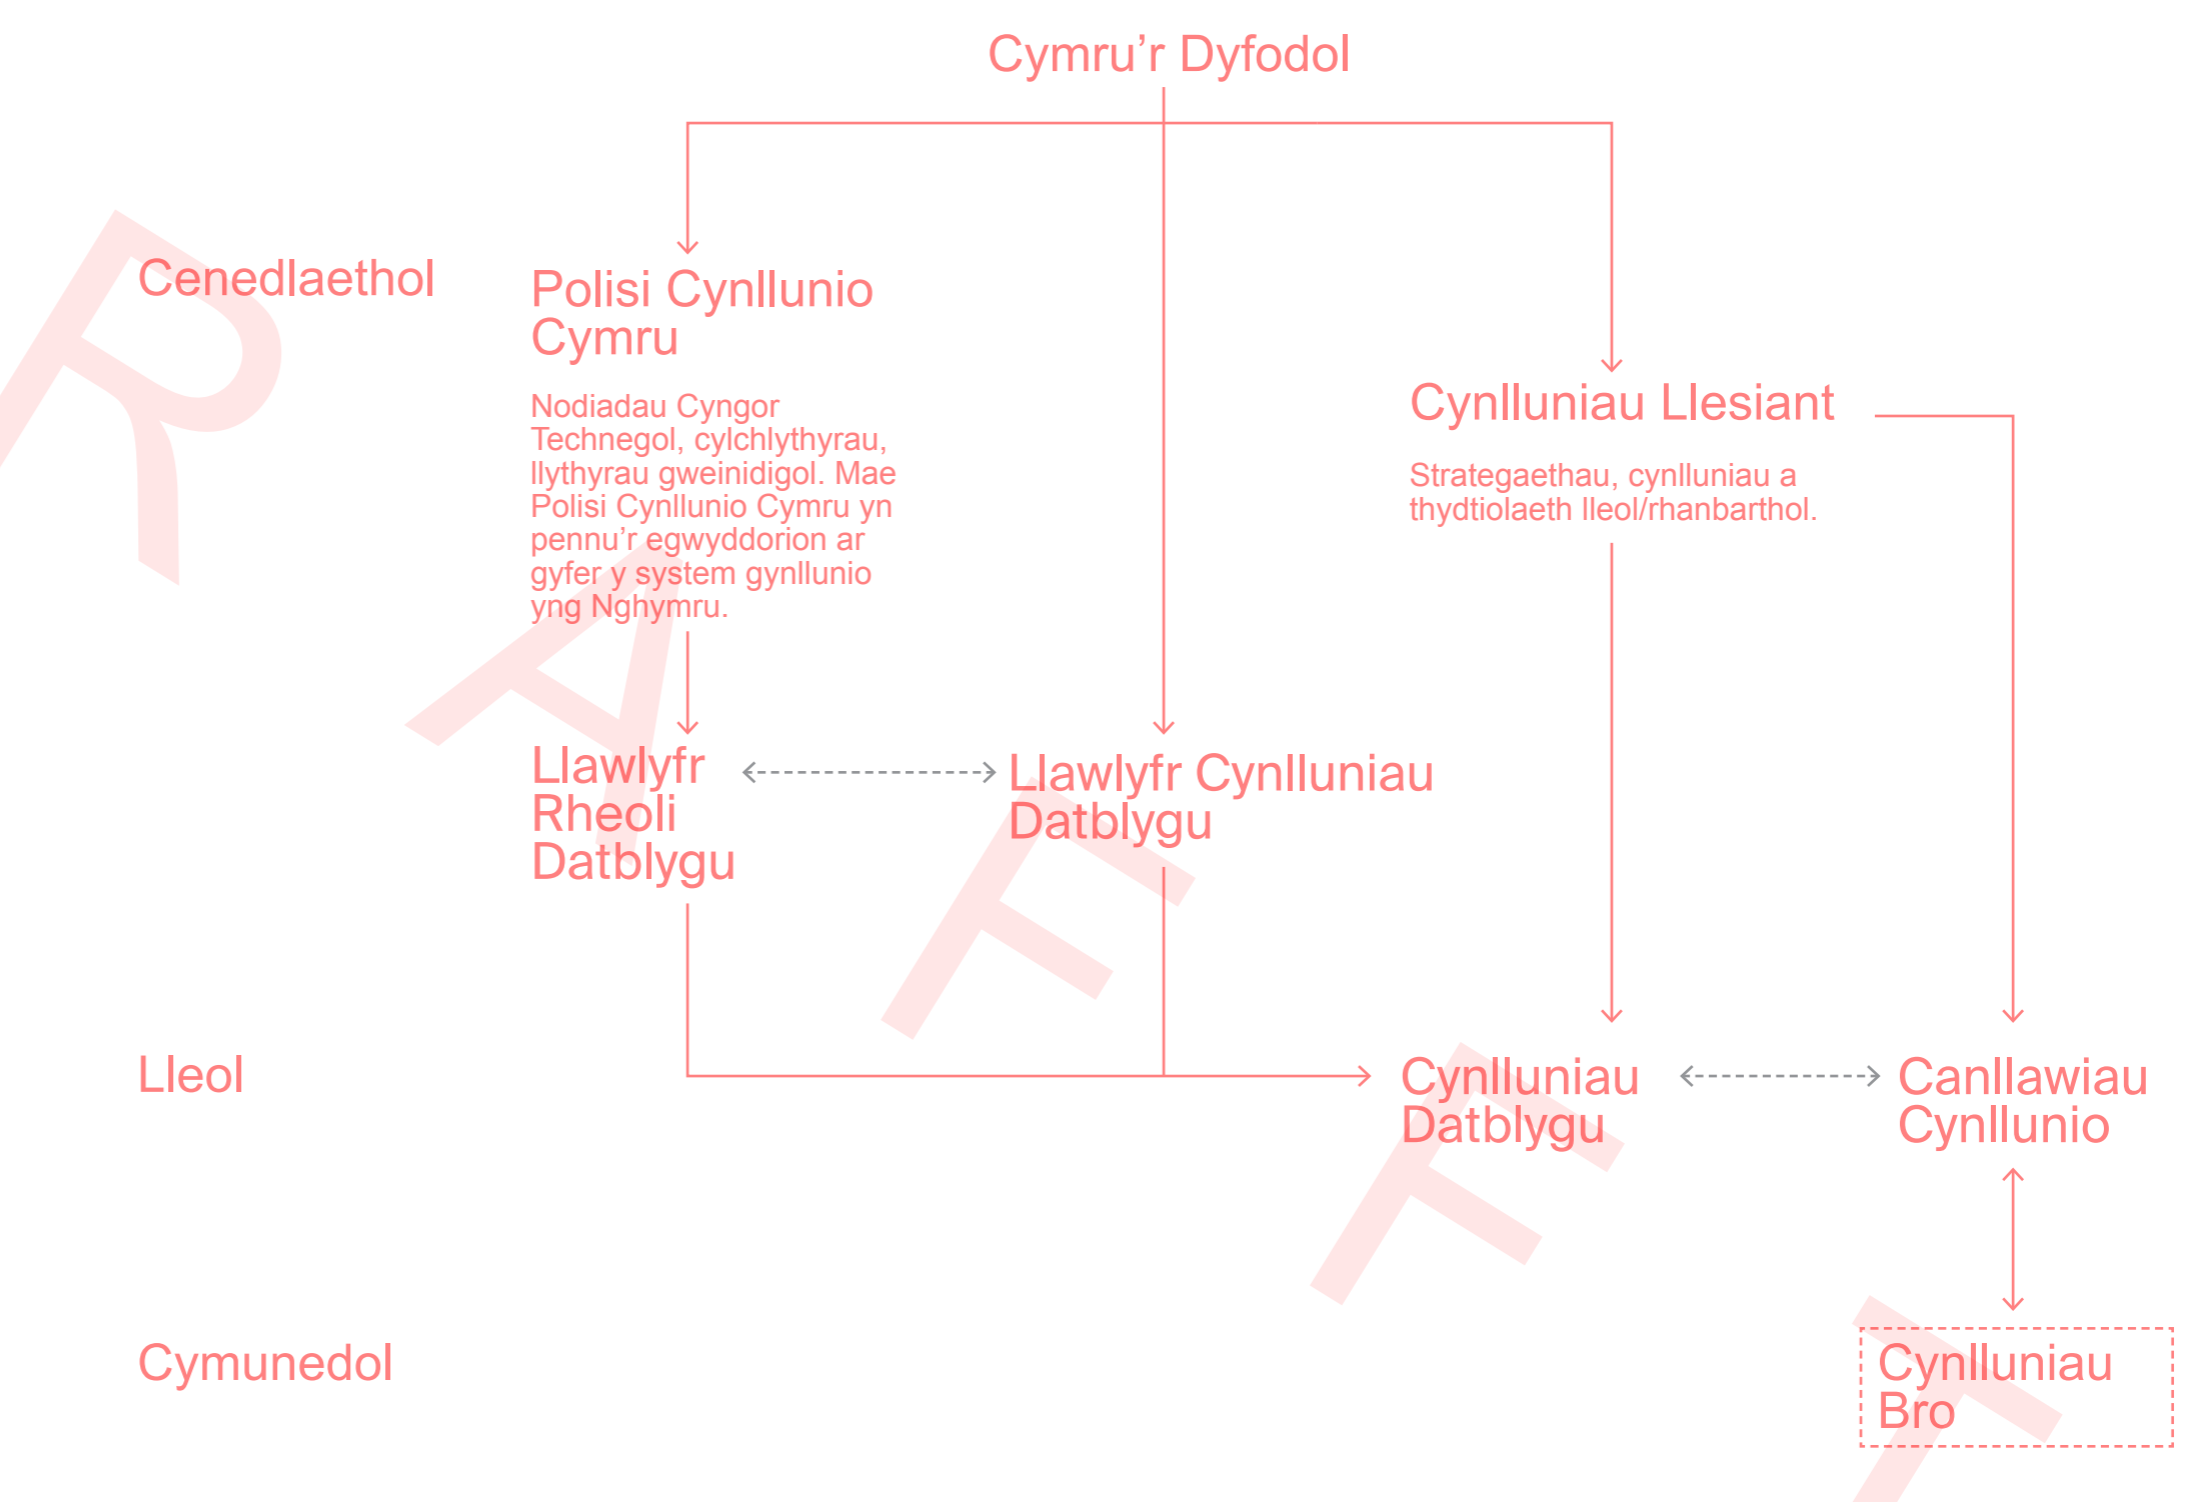 Cymru’r Dyfodol
Cenedlaethol
Polisi Cynllunio
Cymru
Nodiadau Cyngor
Technegol, cylchlythyrau,
llythyrau gweinidigol. Mae
Polisi Cynllunio Cymru yn
pennu’r egwyddorion ar
gyfer y system gynllunio
yng Nghymru.
Cynlluniau Llesiant
Strategaethau, cynlluniau a
thydtiolaeth lleol/rhanbarthol.
Llawlyfr
Rheoli
Datblygu
Llawlyfr Cynlluniau
Datblygu
Lleol
Cynlluniau
Datblygu
Canllawiau
Cynllunio
Cymunedol
Cynlluniau
Bro
R A F F T